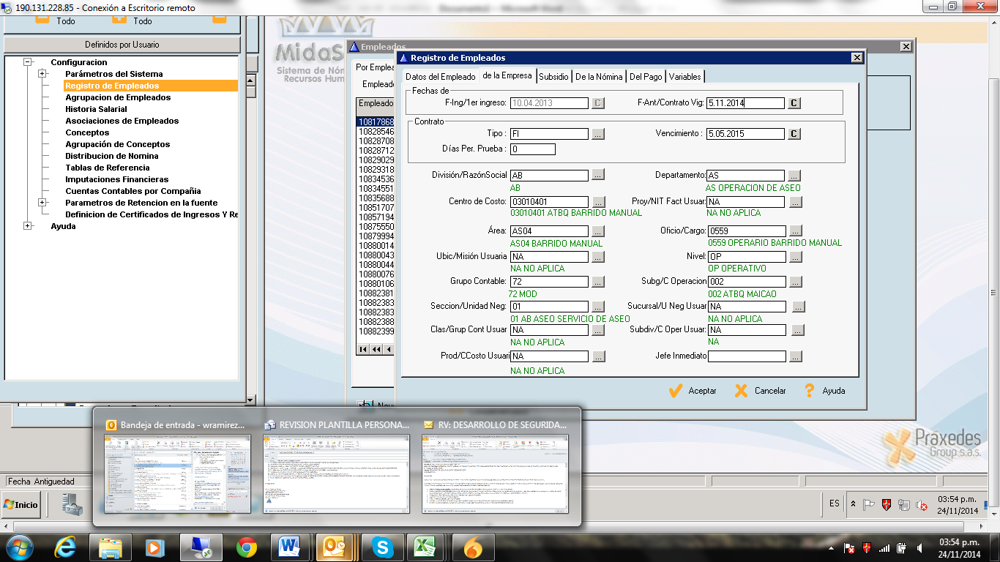 190.131.228.85 - Conexión a Escritorio remoto
Todo Todo
Definidos por Usuario
Configuracion
Parámetros del Sistema
Registro de Empleados
Agrupacion de Empleados
Historia Salarial
Asociaciones de Empleados
Conceptos
Agrupación de Conceptos
Distribucion de Nomina
Tablas de Referencia
Imputaciones Financieras
Cuentas Contables por Compañia
Parametros de Retencion en la fuente
Definicion de Certificados de Ingresos Y Re
Ayuda
Fecha Antiguedad
Inicio
MidaS
Sistema de Nóm
Recursos Hum
Empleados
Por Emplea
Emplead
Empleado
10817868
10828546
10828708
10828712
10829029
10829318
10834536
10834551
10835688
10851707
10857194
10875550
10879994
10880014
10880043
10880044
10880076
10880106
10882381
10882383
10882383
10882388
10882399
Registro de Empleados
Datos del Empleado de la Empresa Subsidio De la Nómina Del Pago Variables
Fechas de
F-Ing/1er ingreso: 10.04.2013 C F-Ant/Contrato Vig: 5.11.2014 C
Contrato
Tipo : FI ... Vencimiento : 5.05.2015 C
Días Per. Prueba : 0
División/RazónSocial AB ... Departamento: AS ...
AB AS OPERACION DE ASEO
Centro de Costo: 03010401 ... Proy/NIT Fact Usuar: NA ...
03010401 ATBQ BARRIDO MANUAL NA NO APLICA
Área: AS04 ... Oficio/Cargo: 0559 ...
AS04 BARRIDO MANUAL 0559 OPERARIO BARRIDO MANUAL
Ubic/Misión Usuaria NA ... Nivel: OP ...
NA NO APLICA OP OPERATIVO
Grupo Contable: 72 ... Subg/C Operacion 002 ...
72 MOD 002 ATBQ MAICAO
Seccion/Unidad Neg: 01 ... Sucursal/U Neg Usuar NA ...
01 AB ASEO SERVICIO DE ASEO NA NO APLICA
Clas/Grup Cont Usuar NA ... Subdiv/C Oper Usuar: NA ...
NA NO APLICA NA
Prod/CCosto Usuari NA ... Jefe Inmediato ...
NA NO APLICA
Aceptar Cancelar Ayuda
Práxedes
Group s.a.s.
Bandeja de entrada - wramirez... REVISION PLANTILLA PERSONA... RV: DESARROLLO DE SEGURIDA...
ES 03:54 p.m.
24/11/2014
03:54 p.m.
24/11/2014